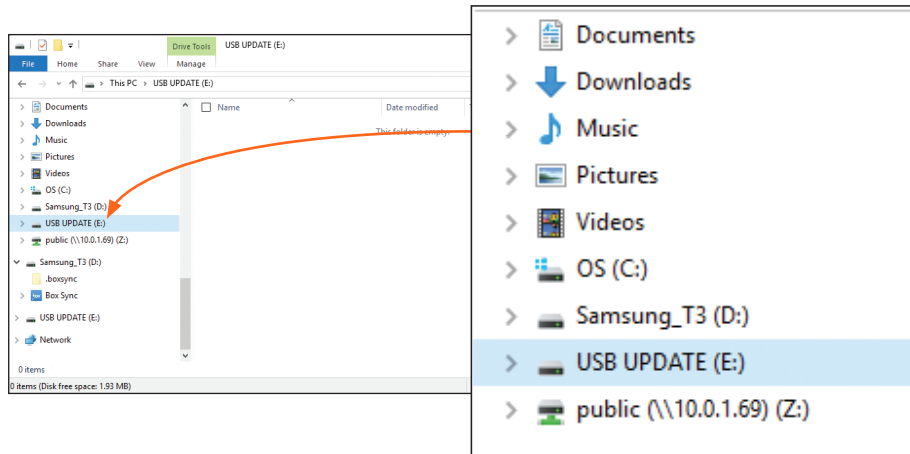 Drive Tools USB UPDATE (E:)
File Home Share View Manage
This PC > USB UPDATE (E:)
Name Date modified
This folder is empty.
Documents
Downloads
Music
Pictures
Videos
OS (C:)
Samsung_T3 (D:)
USB UPDATE (E:)
public (\\10.0.1.69) (Z:)
Samsung_T3 (D:)
.boxsync
Box Sync
USB UPDATE (E:)
Network
0 items
0 items (Disk free space: 1.93 MB)
Documents
Downloads
Music
Pictures
Videos
OS (C:)
Samsung_T3 (D:)
USB UPDATE (E:)
public (\\10.0.1.69) (Z:)